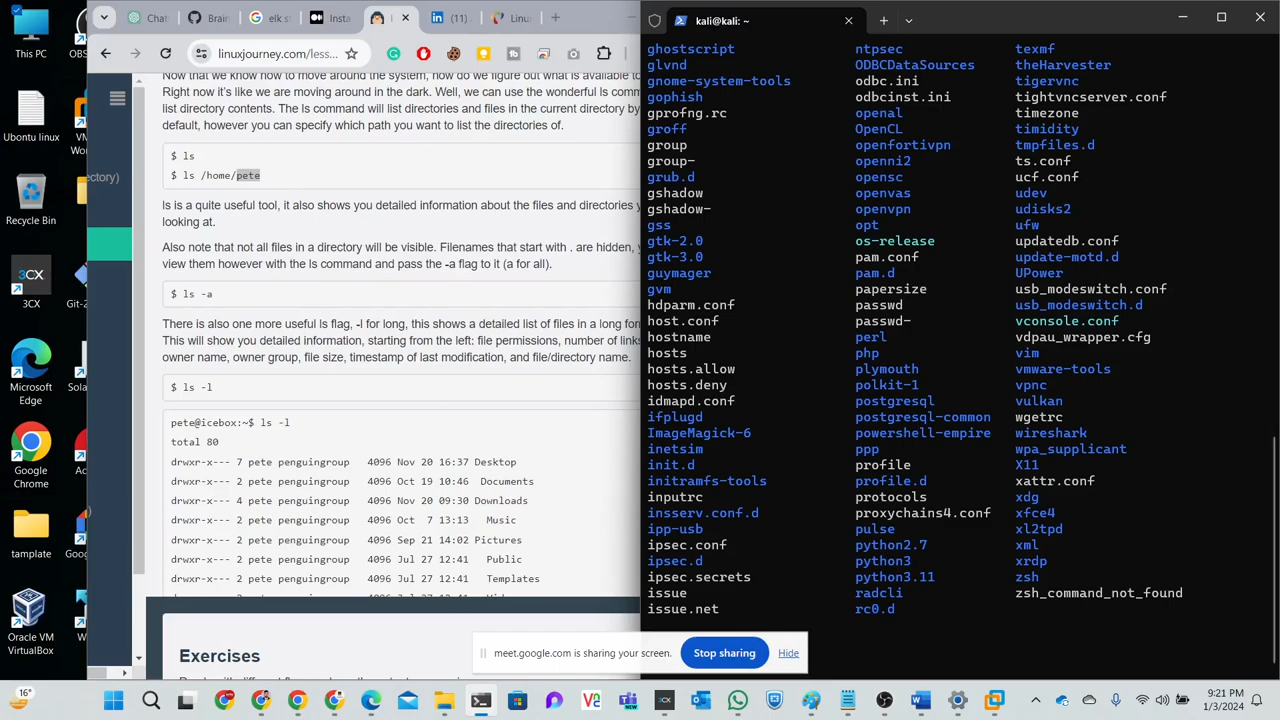 Chat
Brain
elk s
Insta
(11)
Linu
kali@kali: ~
linuxjourney.com/less...
This PC
OBS
Ubuntu linux
VM
Wor
Recycle Bin
3CX
Git-2
Microsoft
Edge
Sola
Google
Chrome
Ac
tamplate
Goog
Oracle VM
VirtualBox
W
ectory)
Now that we know how to move around the system, how do we figure out what is available to
Right now it's like we are moving around in the dark. Well, we can use the wonderful ls comm
list directory contents. The ls command will list directories and files in the current directory by
default, however you can specify which path you want to list the directories of.
$ ls
$ ls /home/pete
ls is a quite useful tool, it also shows you detailed information about the files and directories y
looking at.
Also note that not all files in a directory will be visible. Filenames that start with . are hidden, y
view them however with the ls command and pass the -a flag to it (a for all).
$ ls -a
There is also one more useful ls flag, -l for long, this shows a detailed list of files in a long for
This will show you detailed information, starting from the left: file permissions, number of links
owner name, owner group, file size, timestamp of last modification, and file/directory name.
$ ls -l
pete@icebox:~$ ls -l
total 80
drwxr-x--- 7 pete penguingroup 4096 Nov 20 16:37 Desktop
drwxr-x--- 2 pete penguingroup 4096 Oct 19 10:46 Documents
drwxr-x--- 4 pete penguingroup 4096 Nov 20 09:30 Downloads
drwxr-x--- 2 pete penguingroup 4096 Oct 7 13:13 Music
drwxr-x--- 2 pete penguingroup 4096 Sep 21 14:02 Pictures
drwxr-x--- 2 pete penguingroup 4096 Jul 27 12:41 Public
drwxr-x--- 2 pete penguingroup 4096 Jul 27 12:41 Templates
Exercises
ghostscript ntpsec texmf
glvnd ODBCDataSources theHarvester
gnome-system-tools odbc.ini tigervnc
gophish odbcinst.ini tightvncserver.conf
gprofng.rc openal timezone
groff OpenCL timidity
group openfortivpn tmpfiles.d
group- openni2 ts.conf
grub.d opensc ucf.conf
gshadow openvas udev
gshadow- openvpn udisks2
gss opt ufw
gtk-2.0 os-release updatedb.conf
gtk-3.0 pam.conf update-motd.d
guymager pam.d UPower
gvm papersize usb_modeswitch.conf
hdparm.conf passwd usb_modeswitch.d
host.conf passwd- vconsole.conf
hostname perl vdpau_wrapper.cfg
hosts php vim
hosts.allow plymouth vmware-tools
hosts.deny polkit-1 vpnc
idmapd.conf postgresql vulkan
ifplugd postgresql-common wgetrc
ImageMagick-6 powershell-empire wireshark
inetsim ppp wpa_supplicant
init.d profile X11
initramfs-tools profile.d xattr.conf
inputrc protocols xdg
insserv.conf.d proxychains4.conf xfce4
ipp-usb pulse xl2tpd
ipsec.conf python2.7 xml
ipsec.d python3 xrdp
ipsec.secrets python3.11 zsh
issue radcli zsh_command_not_found
issue.net rc0.d
meet.google.com is sharing your screen. Stop sharing Hide
16°
9:21 PM
1/3/2024